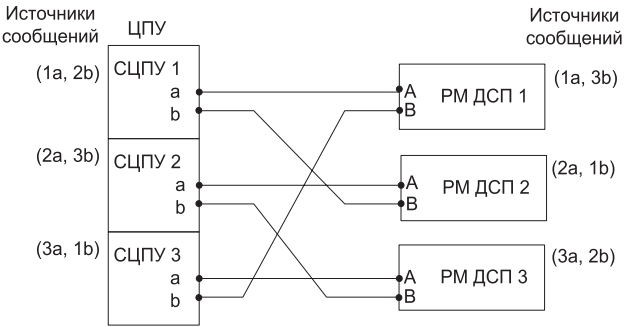 Источники
сообщений
ЦПУ
Источники
сообщений
(1a, 2b)
СЦПУ 1
a
b
A
B
РМ ДСП 1
(1a, 3b)
(2a, 3b)
СЦПУ 2
a
b
A
B
РМ ДСП 2
(2a, 1b)
(3a, 1b)
СЦПУ 3
a
b
A
B
РМ ДСП 3
(3a, 2b)